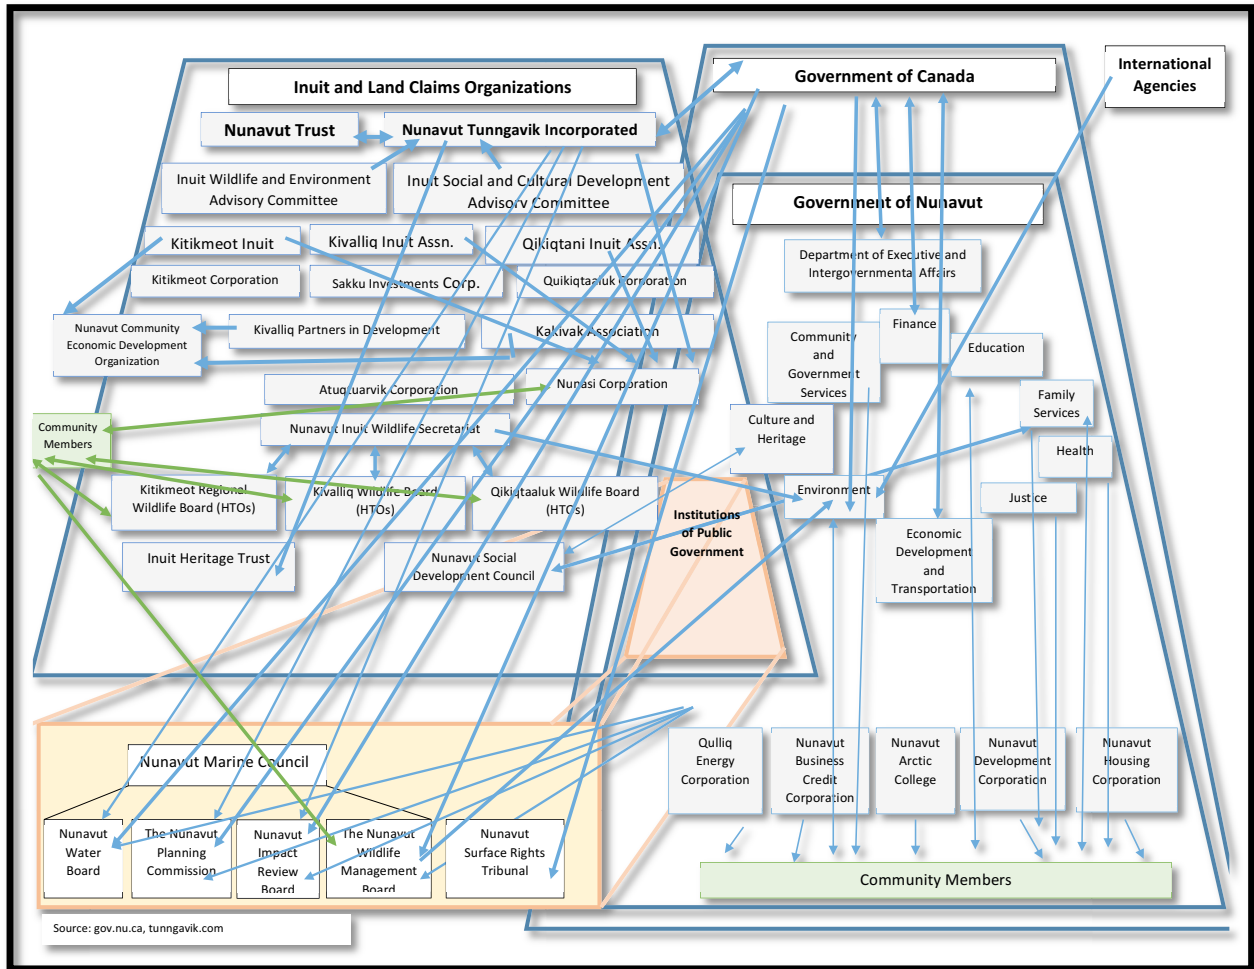 Inuit and Land Claims Organizations
Nunavut Trust
Nunavut Tunngavik Incorporated
Inuit Wildlife and Environment
Advisory Committee
Inuit Social and Cultural Development
Advisory Committee
Kitikmeot Inuit
Kivalliq Inuit Assn.
Qikiqtani Inuit Assn.
Kitikmeot Corporation
Sakku Investments Corp.
Quikiqtaaluk Corporation
Nunavut Community
Economic Development
Organization
Kivalliq Partners in Development
Kakivak Association
Atuqtuarvik Corporation
Nunasi Corporation
Community
Members
Nunavut Inuit Wildlife Secretariat
Kitikmeot Regional
Wildlife Board (HTOs)
Kivalliq Wildlife Board
(HTOs)
Qikiqtaaluk Wildlife Board
(HTOs)
Inuit Heritage Trust
Nunavut Social
Development Council
Government of Canada
International
Agencies
Government of Nunavut
Department of Executive and
Intergovernmental Affairs
Community
and
Government
Services
Finance
Education
Family
Services
Culture and
Heritage
Health
Environment
Justice
Economic
Development
and
Transportation
Institutions
of Public
Government
Nunavut Marine Council
Nunavut
Water
Board
The Nunavut
Planning
Commission
Nunavut
Impact
Review
Board
The Nunavut
Wildlife
Management
Board
Nunavut
Surface Rights
Tribunal
Qulliq
Energy
Corporation
Nunavut
Business
Credit
Corporation
Nunavut
Arctic
College
Nunavut
Development
Corporation
Nunavut
Housing
Corporation
Community Members
Source: gov.nu.ca, tunngavik.com